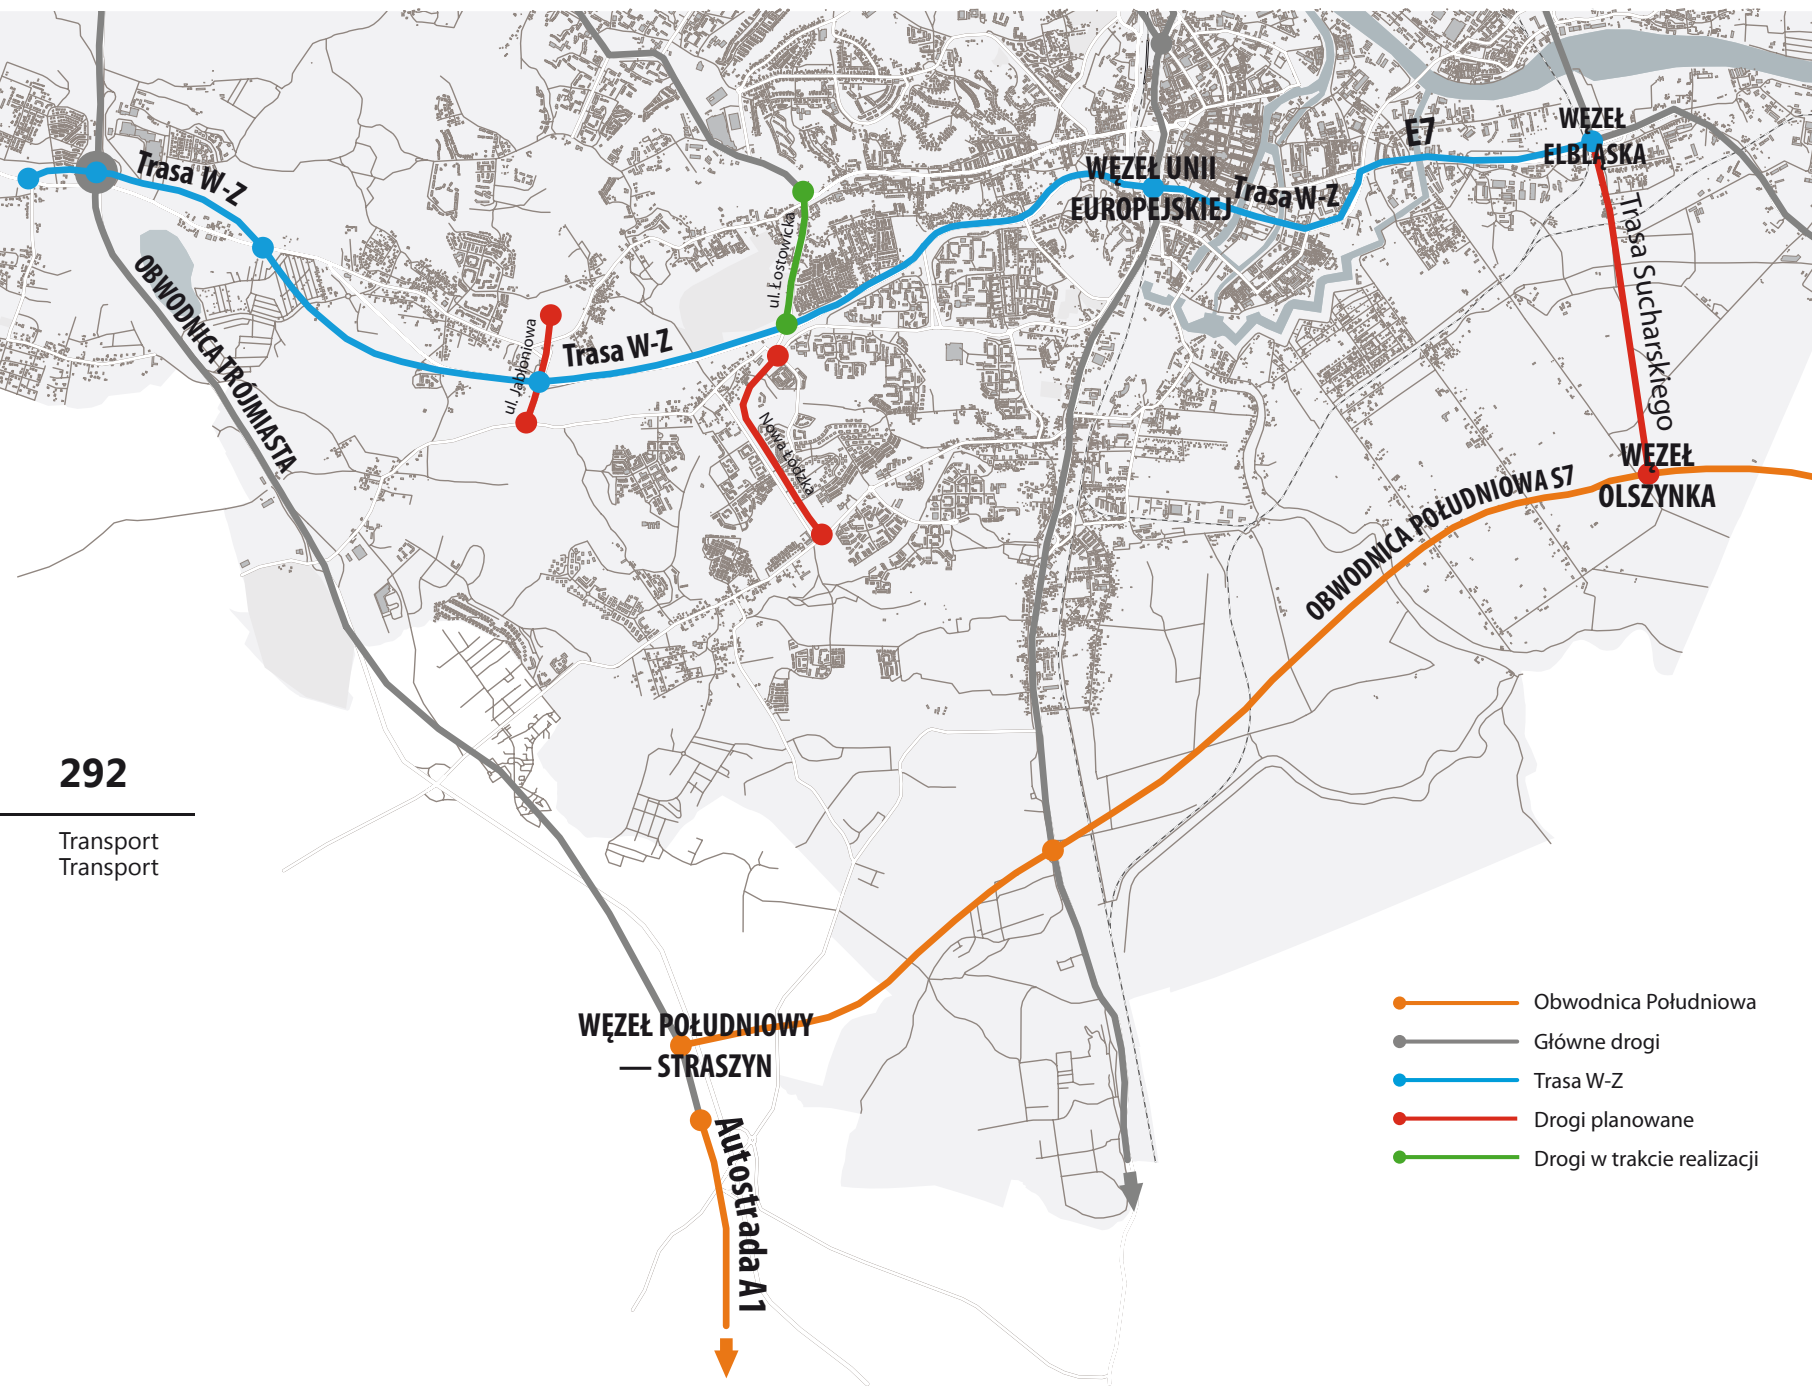 E7
WĘZEŁ
ELBLĄSKA
Trasa W-Z
WĘZEŁ UNII
EUROPEJSKIEJ
Trasa W-Z
Trasa Sucharskiego
ul. Łostowicka
OBWODNICA TRÓJMIASTA
ul. Jabłoniowa
Trasa W-Z
Nowa Łódzka
WĘZEŁ
OLSZYNKA
OBWODNICA POŁUDNIOWA S7
292
Transport
Transport
WĘZEŁ POŁUDNIOWY
— STRASZYN
Autostrada A1
Obwodnica Południowa
Główne drogi
Trasa W-Z
Drogi planowane
Drogi w trakcie realizacji